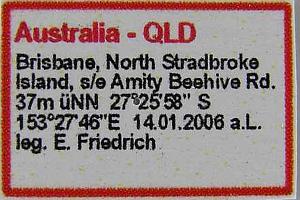 Australia - QLD
Brisbane, North Stradbroke
Island, s/e Amity Beehive Rd.
37m üNN 27°25'58" S
153°27'46"E 14.01.2006 a.L.
leg. E. Friedrich